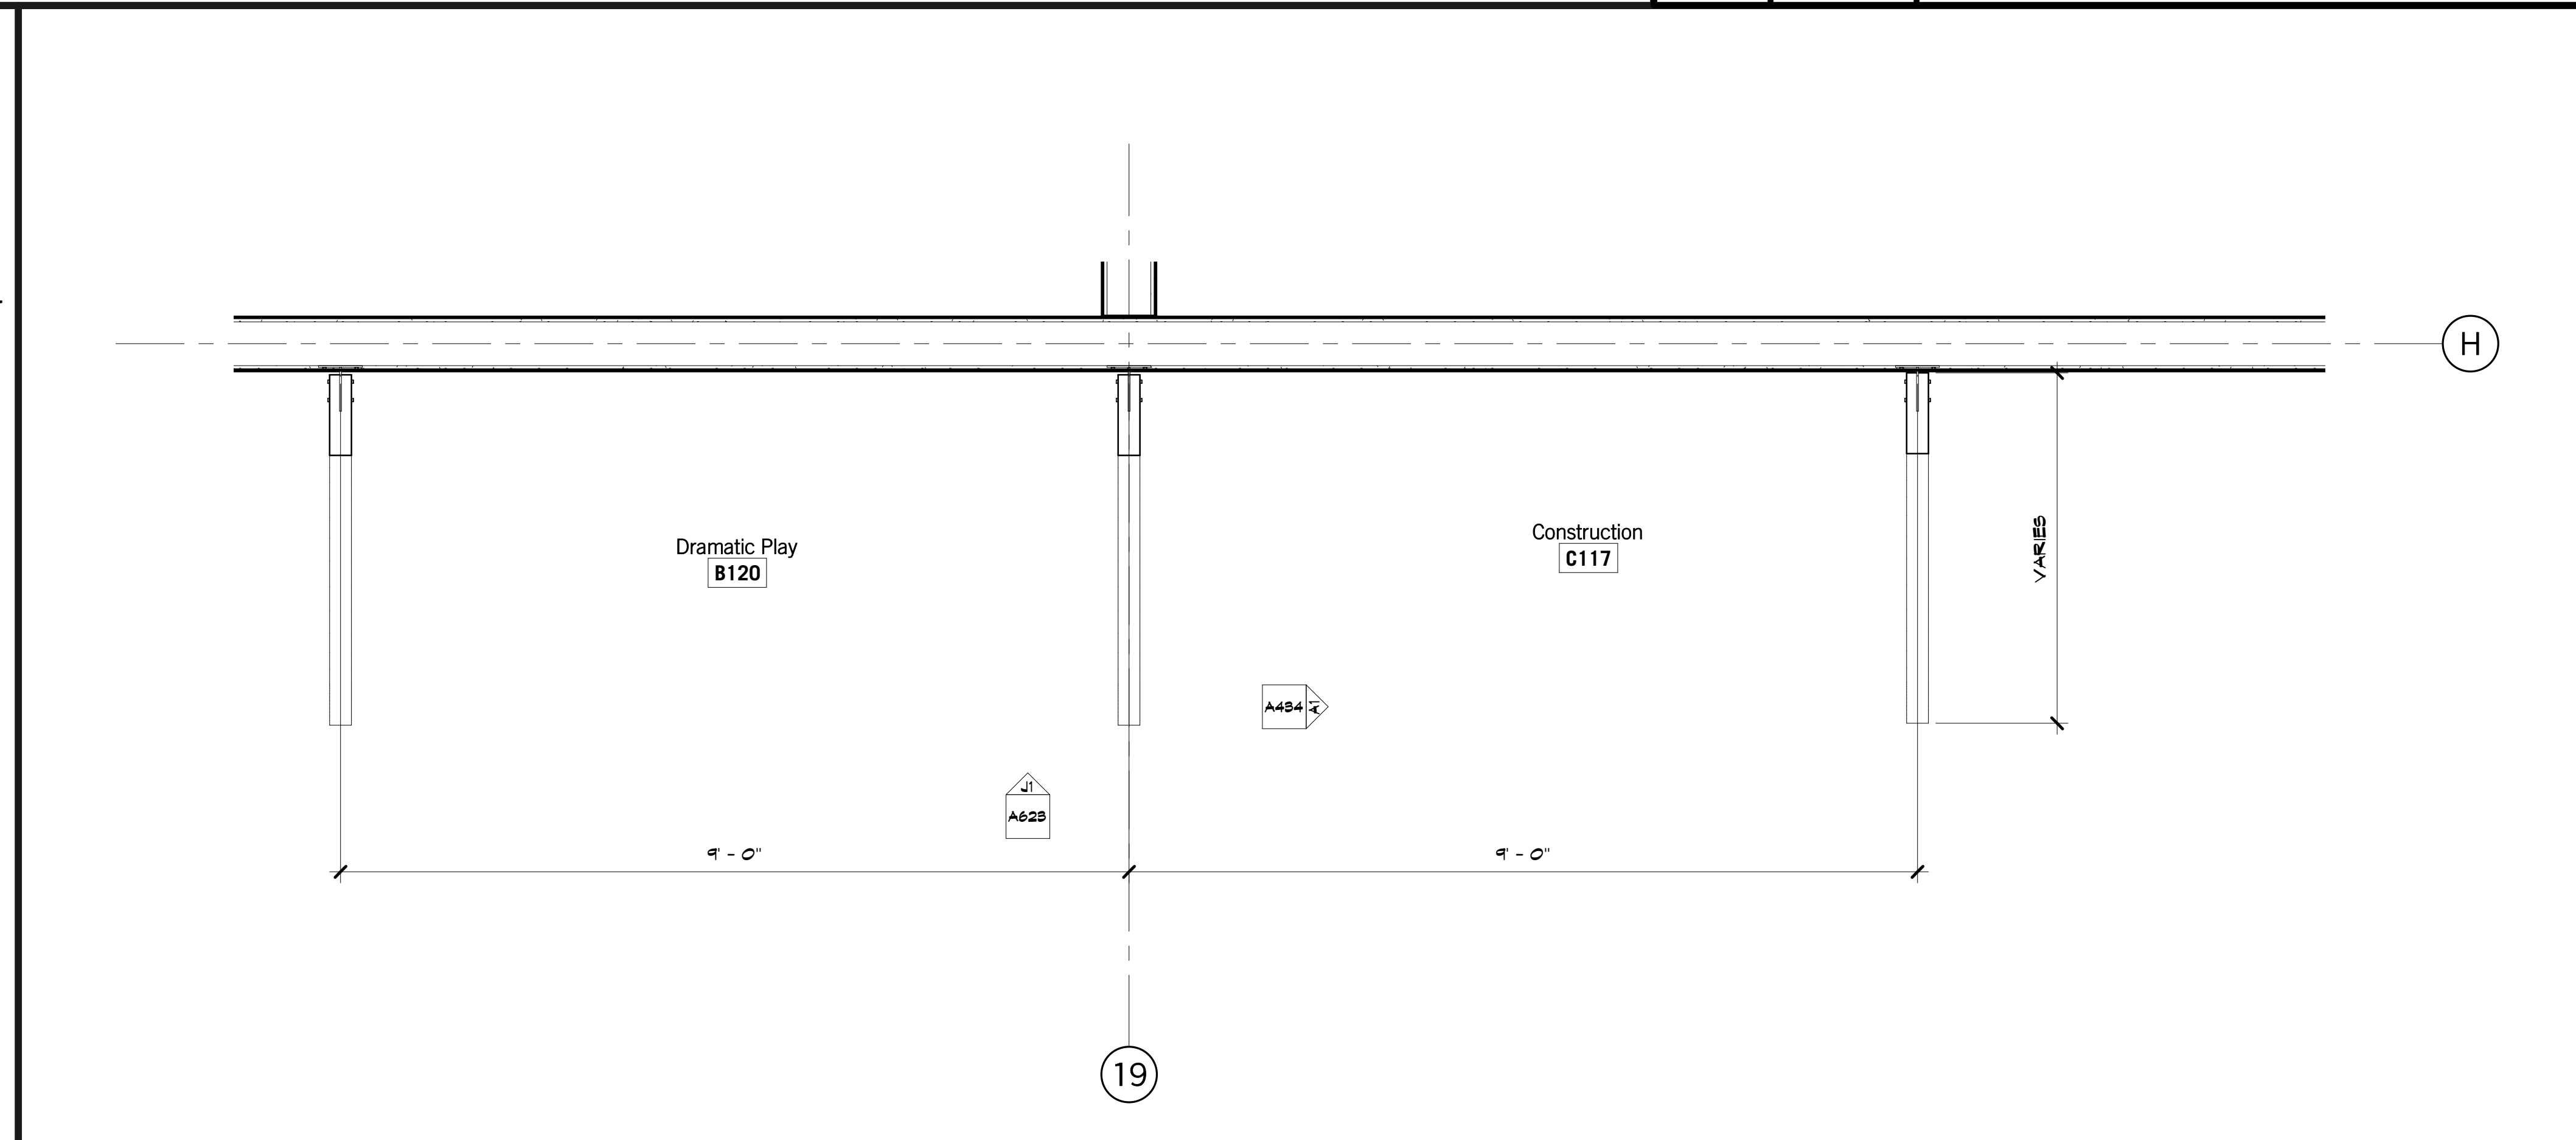 H
Dramatic Play
B120
Construction
C117
VARIES
A434
A1
J1
A623
9' - 0"
9' - 0"
19